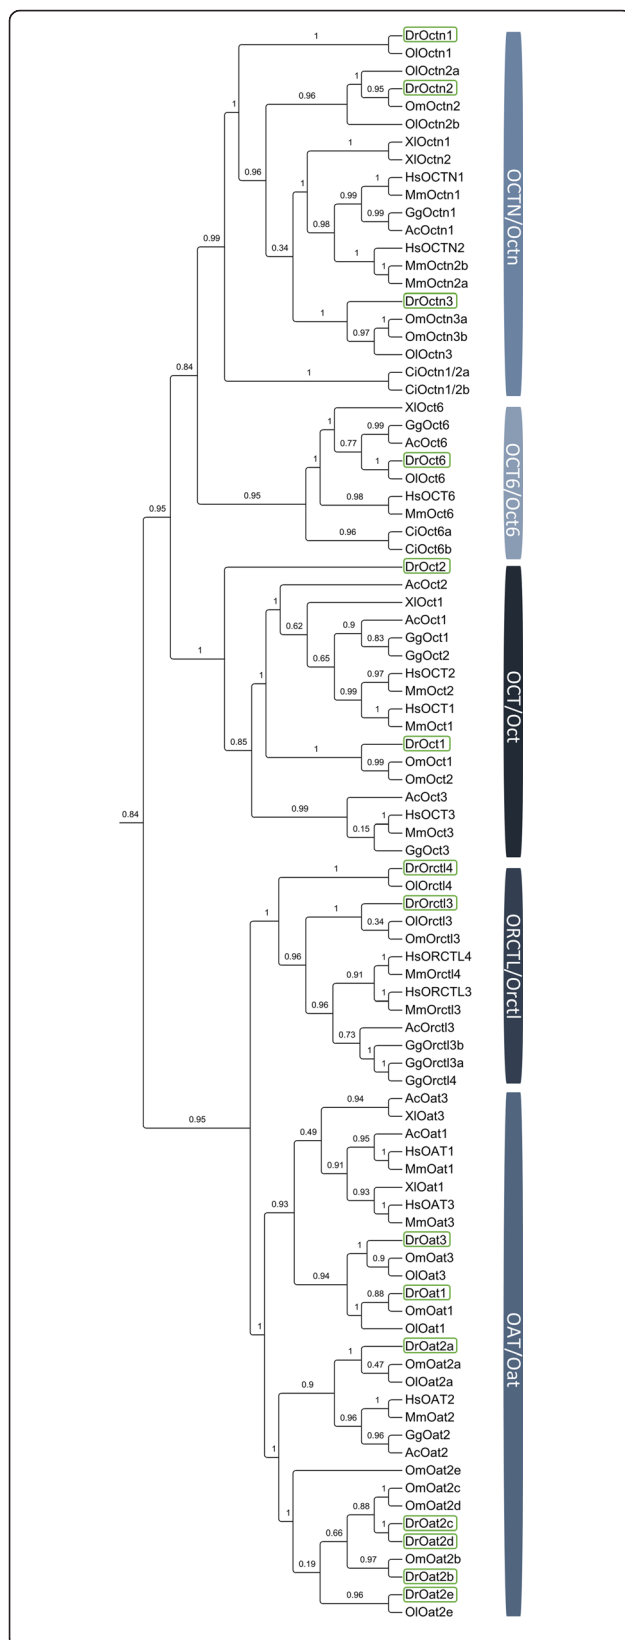 1
DrOctn1
OlOctn1
OlOctn2a
1
0.95
DrOctn2
0.96
OmOctn2
1
OlOctn2b
XlOctn1
1
XlOctn2
0.96
1
HsOCTN1
1
MmOctn1
0.99
GgOctn1
0.99
AcOctn1
0.98
0.34
HsOCTN2
0.99
1
MmOctn2b
1
MmOctn2a
DrOctn3
1
OmOctn3a
1
OmOctn3b
0.97
OlOctn3
CiOctn1/2a
1
CiOctn1/2b
0.84
OCTN/Octn
XlOct6
1
GgOct6
0.99
AcOct6
0.77
DrOct6
1
OlOct6
1
HsOCT6
0.98
MmOct6
0.95
CiOct6a
0.96
CiOct6b
0.95
OCT6/Oct6
DrOct2
AcOct2
1
XlOct1
0.62
AcOct1
0.9
GgOct1
0.83
GgOct2
0.65
1
HsOCT2
0.97
MmOct2
1
0.99
HsOCT1
1
MmOct1
DrOct1
1
OmOct1
0.99
OmOct2
0.85
AcOct3
0.99
HsOCT3
1
MmOct3
0.15
GgOct3
0.84
OCT/Oct
DrOrctl4
1
OlOrctl4
DrOrctl3
1
1
OlOrctl3
0.34
OmOrctl3
0.96
HsORCTL4
1
MmOrctl4
0.91
HsORCTL3
1
MmOrctl3
0.96
AcOrctl3
0.73
GgOrctl3b
1
GgOrctl3a
1
GgOrctl4
ORCTL/Orctl
AcOat3
0.94
XlOat3
0.95
0.49
AcOat1
0.95
HsOAT1
1
MmOat1
0.91
XlOat1
0.93
HsOAT3
1
MmOat3
0.93
DrOat3
1
OmOat3
0.9
OlOat3
0.94
DrOat1
0.88
OmOat1
1
OlOat1
1
DrOat2a
1
OmOat2a
0.47
OlOat2a
0.9
HsOAT2
1
MmOat2
0.96
GgOat2
0.96
AcOat2
1
OmOat2e
OmOat2c
1
OmOat2d
0.88
1
DrOat2c
1
DrOat2d
0.66
OmOat2b
0.97
DrOat2b
0.19
DrOat2e
0.96
OlOat2e
OAT/Oat